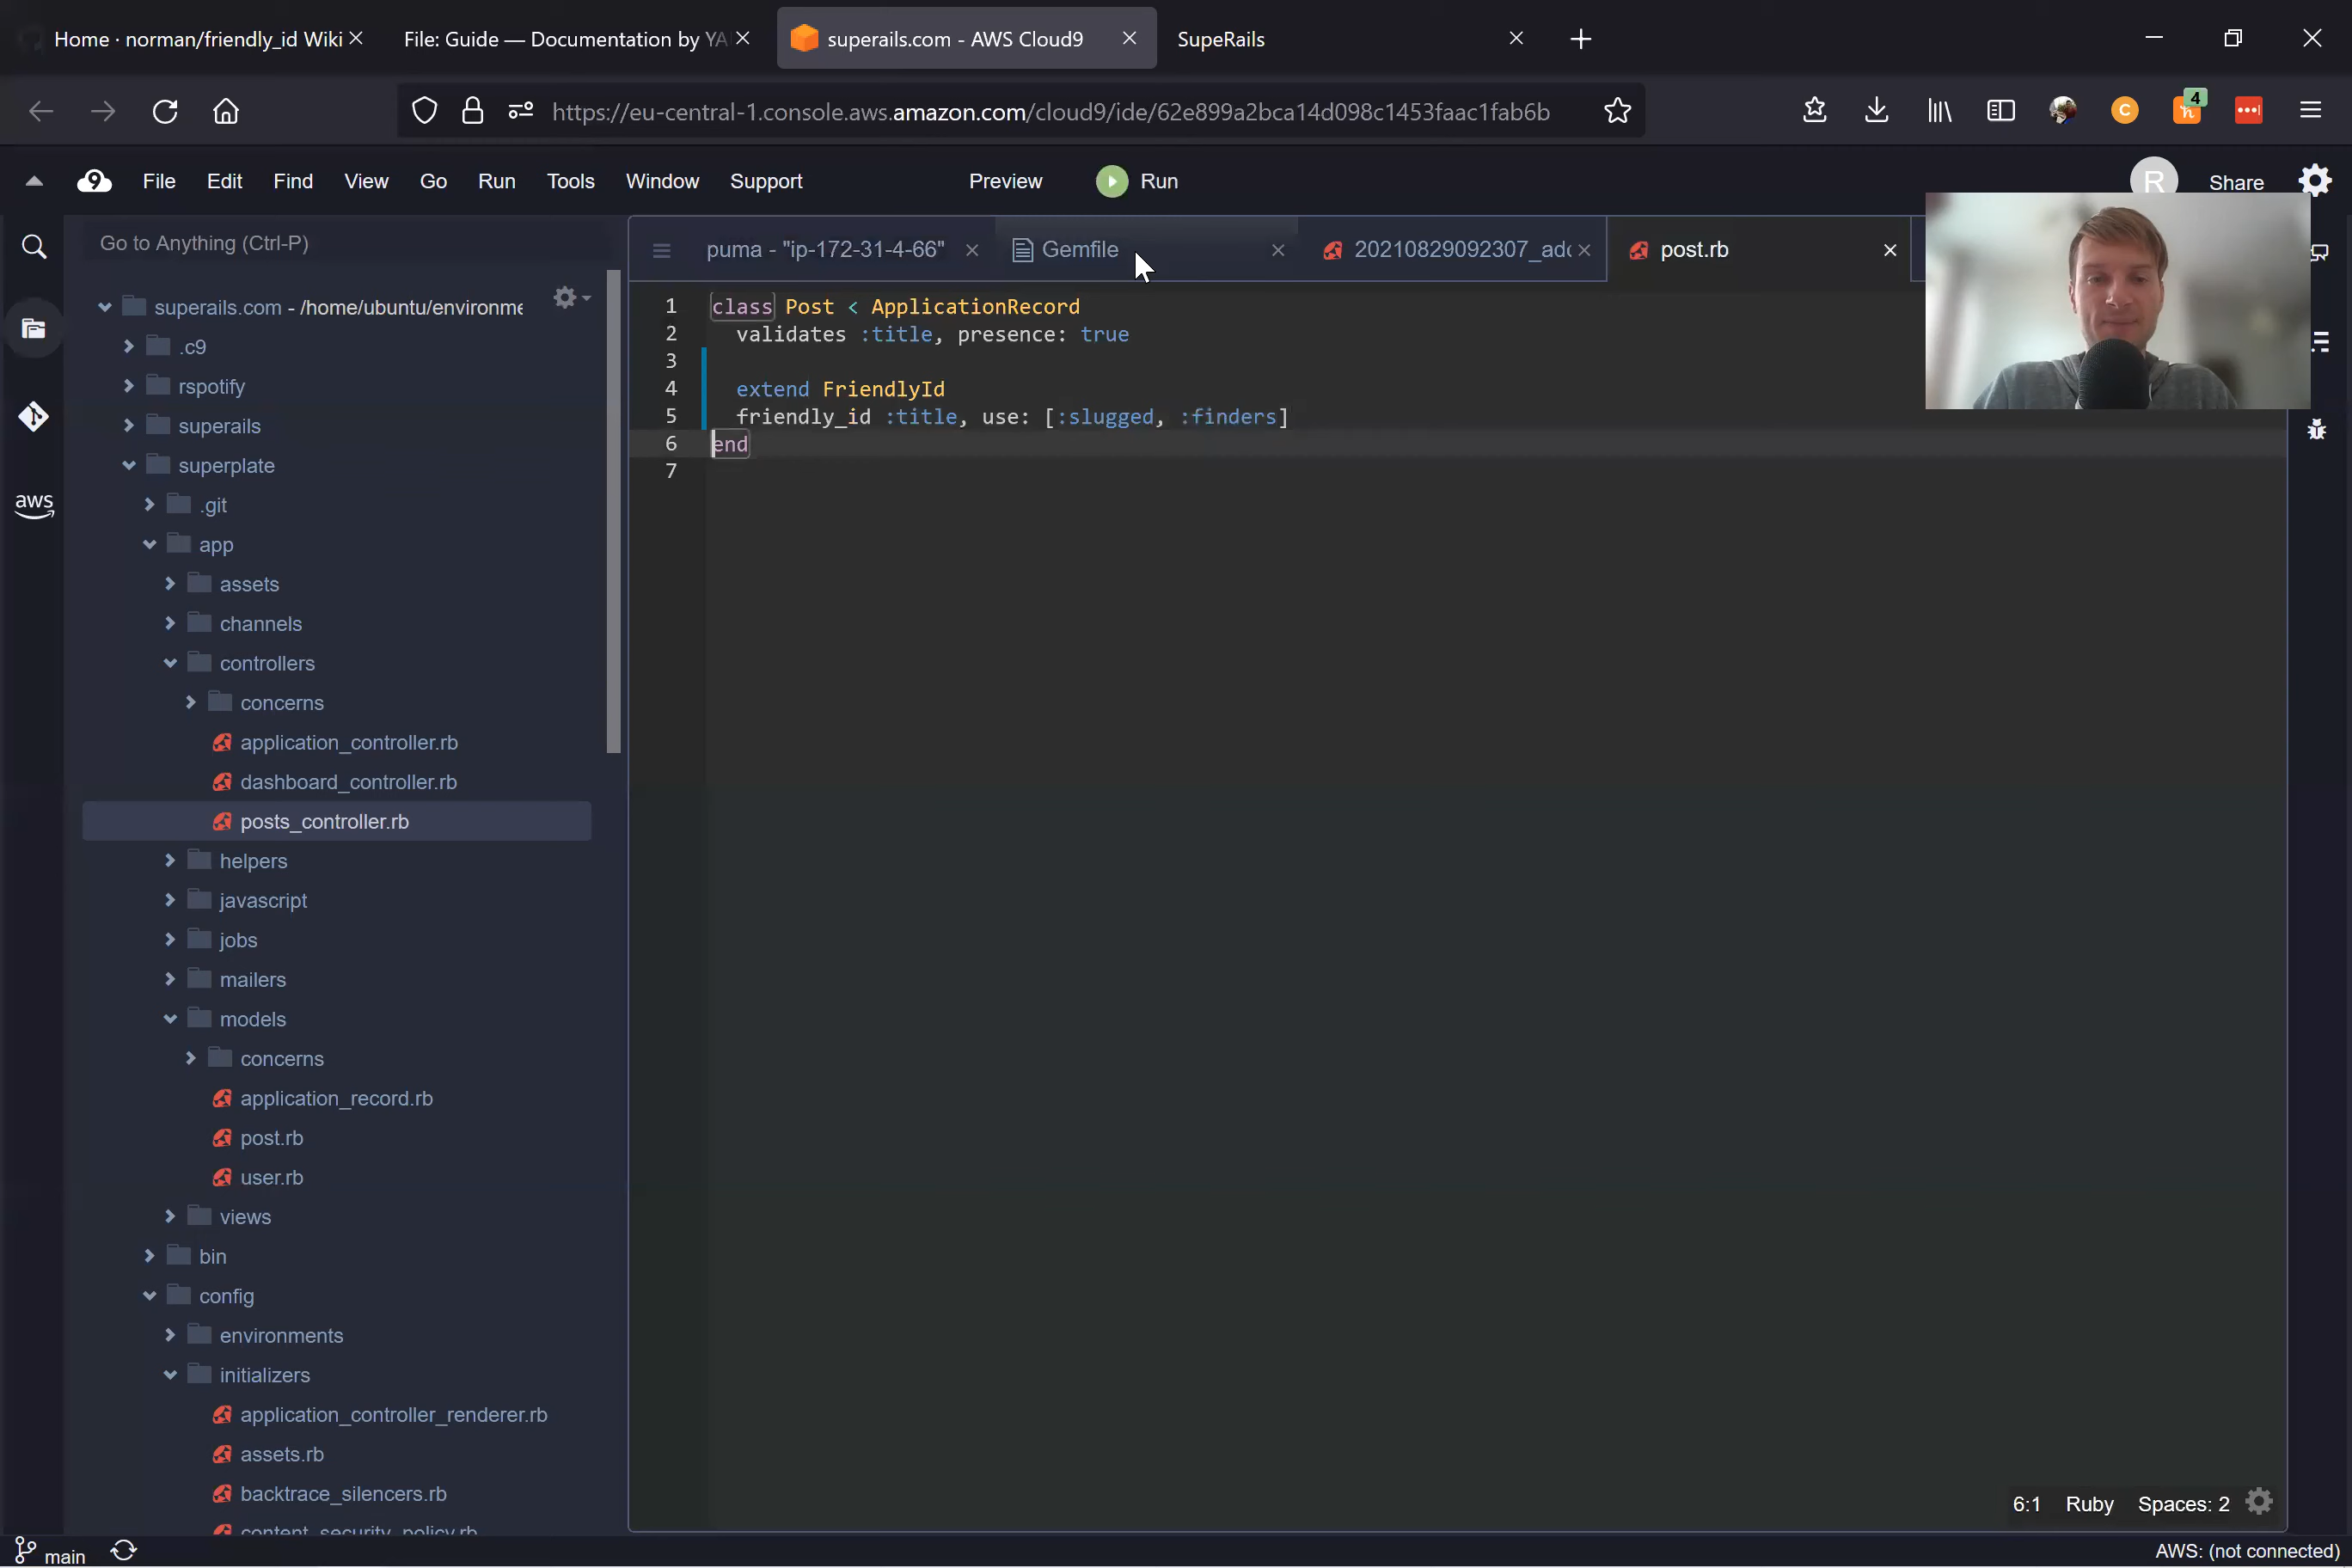 Home · norman/friendly_id Wiki
File: Guide — Documentation by YA
superails.com - AWS Cloud9
SupeRails
https://eu-central-1.console.aws.amazon.com/cloud9/ide/62e899a2bca14d098c1453faac1fab6b
C
4
9
File Edit Find View Go Run Tools Window Support Preview Run
R
Share
Go to Anything (Ctrl-P)
puma - "ip-172-31-4-66"
Gemfile
20210829092307_add
post.rb
superails.com - /home/ubuntu/environme
.c9
rspotify
superails
superplate
.git
app
assets
channels
controllers
concerns
application_controller.rb
dashboard_controller.rb
posts_controller.rb
helpers
javascript
jobs
mailers
models
concerns
application_record.rb
post.rb
user.rb
views
bin
config
environments
initializers
application_controller_renderer.rb
assets.rb
backtrace_silencers.rb
content_security_policy.rb
aws
1 class Post < ApplicationRecord
2 validates :title, presence: true
3
4 extend FriendlyId
5 friendly_id :title, use: [:slugged, :finders]
6 end
7
6:1 Ruby Spaces: 2
main
AWS: (not connected)